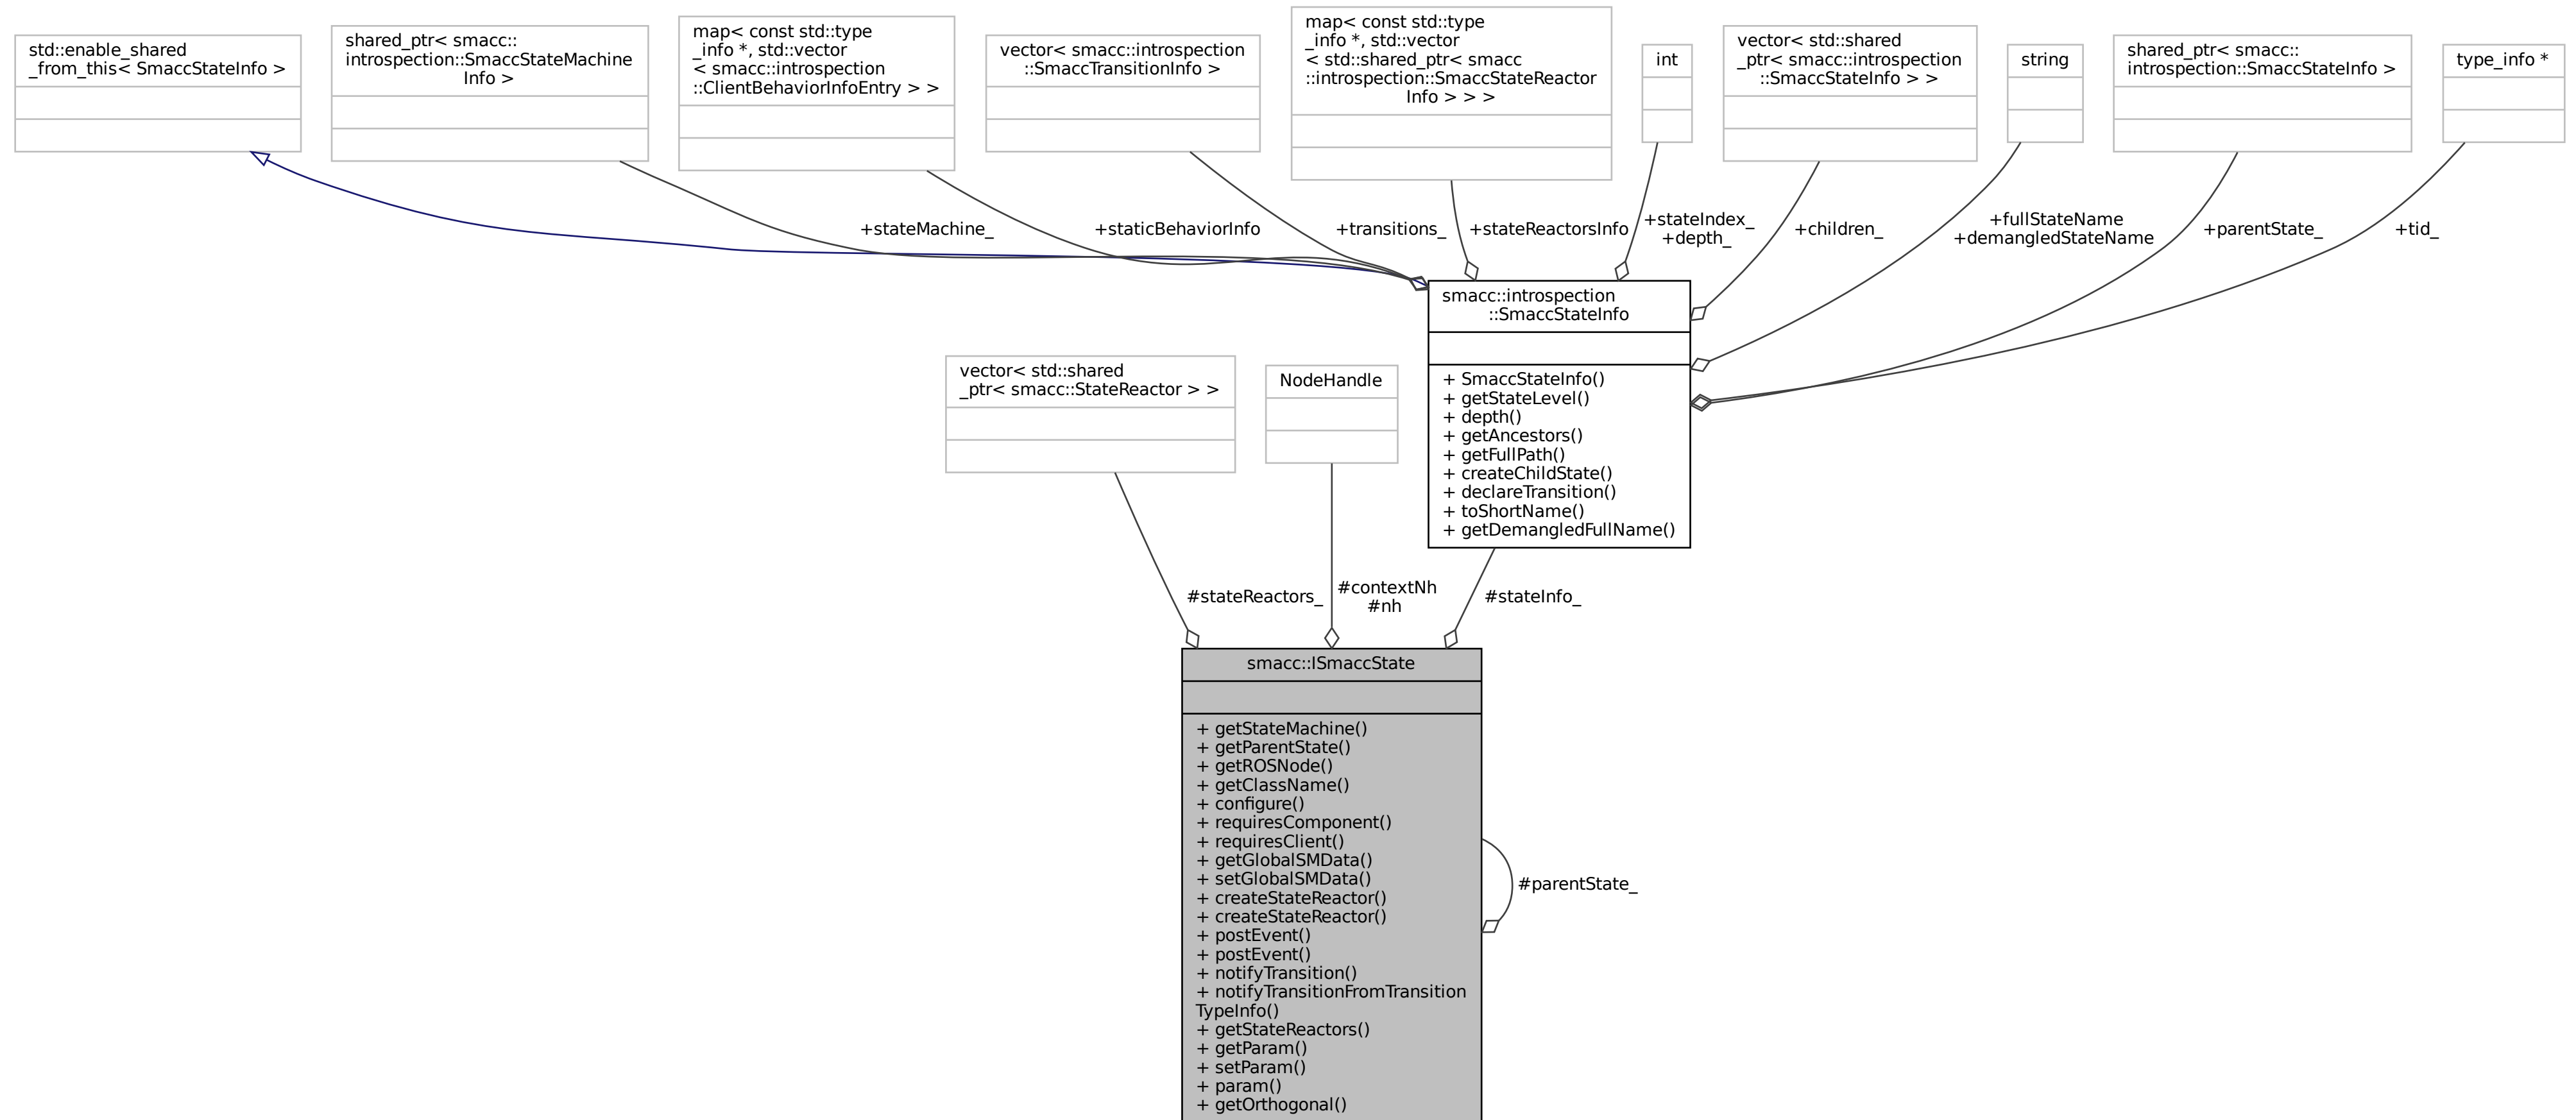 std::enable_shared
_from_this< SmaccStateInfo >
shared_ptr< smacc::
introspection::SmaccStateMachine
Info >
map< const std::type
_info *, std::vector
< smacc::introspection
::ClientBehaviorInfoEntry > >
vector< smacc::introspection
::SmaccTransitionInfo >
map< const std::type
_info *, std::vector
< std::shared_ptr< smacc
::introspection::SmaccStateReactor
Info > > >
int
vector< std::shared
_ptr< smacc::introspection
::SmaccStateInfo > >
string
shared_ptr< smacc::
introspection::SmaccStateInfo >
type_info *
+stateMachine_
+staticBehaviorInfo
+transitions_
+stateReactorsInfo
+stateIndex_
+depth_
+children_
+fullStateName
+demangledStateName
+parentState_
+tid_
smacc::introspection
::SmaccStateInfo
+ SmaccStateInfo()
+ getStateLevel()
+ depth()
+ getAncestors()
+ getFullPath()
+ createChildState()
+ declareTransition()
+ toShortName()
+ getDemangledFullName()
vector< std::shared
_ptr< smacc::StateReactor > >
NodeHandle
#stateReactors_
#contextNh
#nh
#stateInfo_
smacc::ISmaccState
+ getStateMachine()
+ getParentState()
+ getROSNode()
+ getClassName()
+ configure()
+ requiresComponent()
+ requiresClient()
+ getGlobalSMData()
+ setGlobalSMData()
+ createStateReactor()
+ createStateReactor()
+ postEvent()
+ postEvent()
+ notifyTransition()
+ notifyTransitionFromTransition
TypeInfo()
+ getStateReactors()
+ getParam()
+ setParam()
+ param()
+ getOrthogonal()
#parentState_